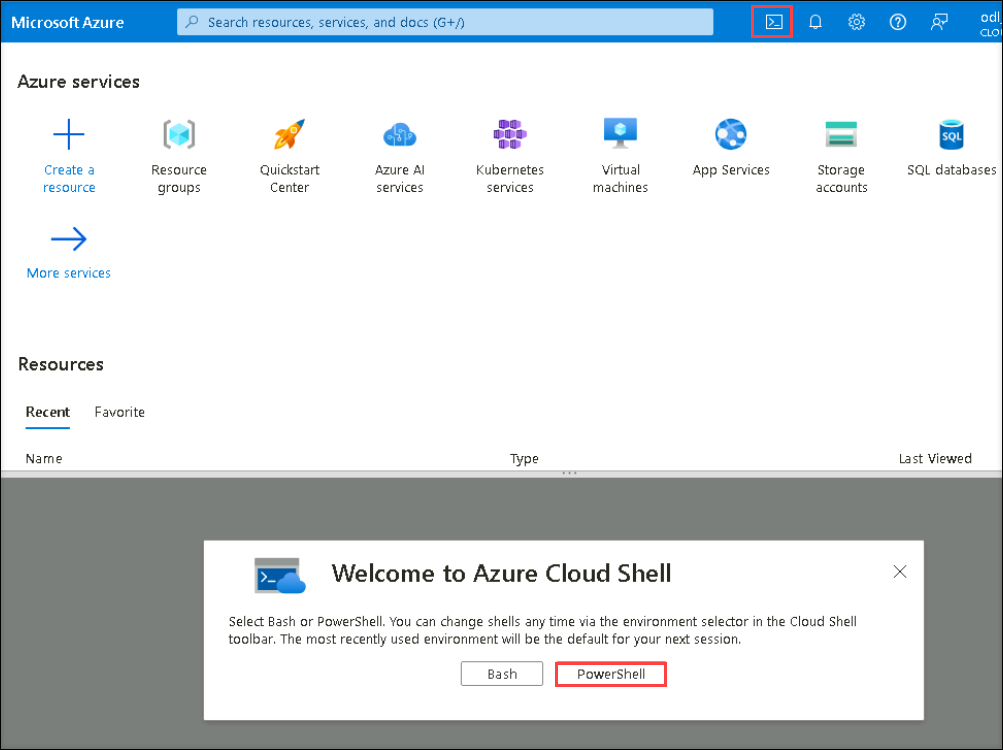 Microsoft Azure
Search resources, services, and docs (G+/)
odl_
CLOU
Azure services
Create a
resource
Resource
groups
Quickstart
Center
Azure AI
services
Kubernetes
services
Virtual
machines
App Services
Storage
accounts
SQL
SQL databases
More services
Resources
Recent
Favorite
Name
Type
Last Viewed
Welcome to Azure Cloud Shell
Select Bash or PowerShell. You can change shells any time via the environment selector in the Cloud Shell
toolbar. The most recently used environment will be the default for your next session.
Bash
PowerShell